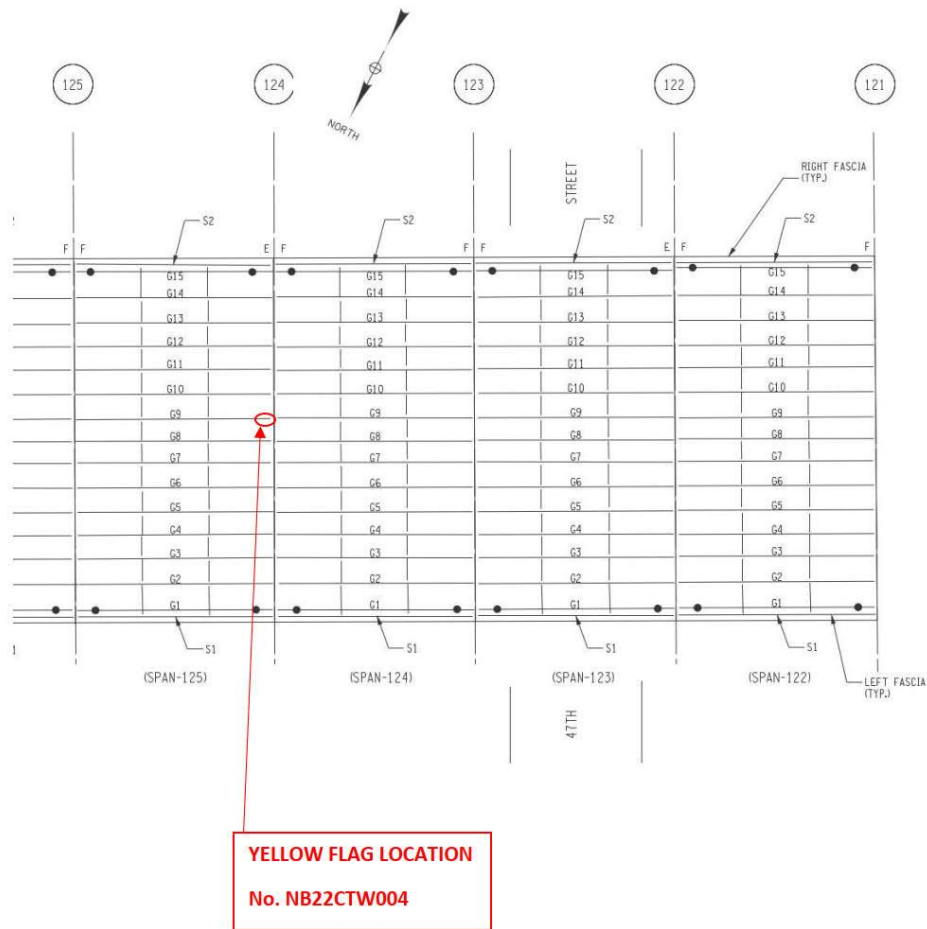 125 124 123 122 121
NORTH
STREET
RIGHT FASCIA
(TYP.)
S2 S2 S2 S2
F F E F F F E F F
G15 G15 G15 G15
G14 G14 G14 G14
G13 G13 G13 G13
G12 G12 G12 G12
G11 G11 G11 G11
G10 G10 G10 G10
G9 G9 G9 G9
G8 G8 G8 G8
G7 G7 G7 G7
G6 G6 G6 G6
G5 G5 G5 G5
G4 G4 G4 G4
G3 G3 G3 G3
G2 G2 G2 G2
G1 G1 G1 G1
S1 S1 S1 S1
(SPAN-125) (SPAN-124) (SPAN-123) (SPAN-122)
LEFT FASCIA
(TYP.)
47TH
YELLOW FLAG LOCATION
No. NB22CTW004